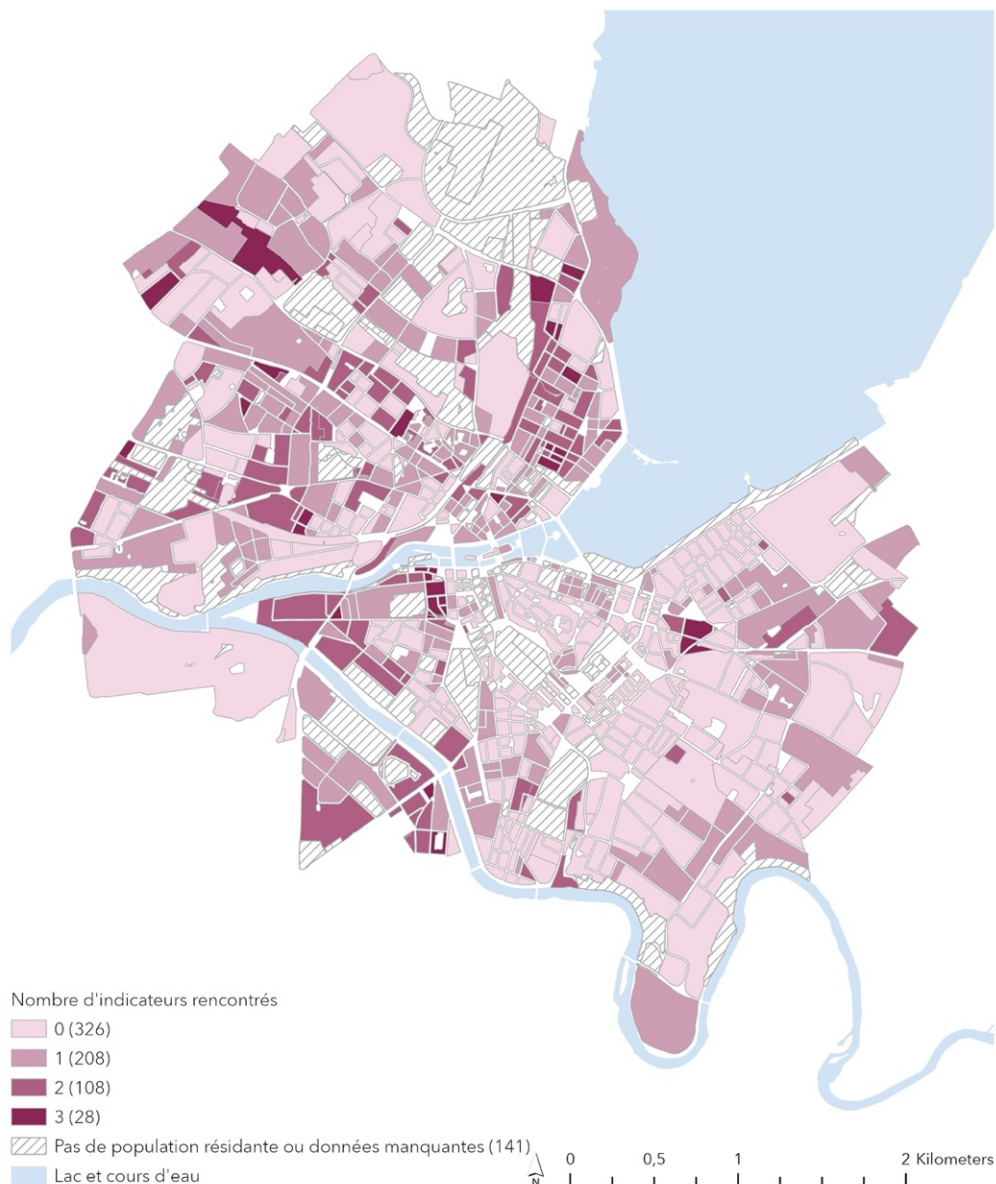 Nombre d'indicateurs rencontrés
0 (326)
1 (208)
2 (108)
3 (28)
Pas de population résidante ou données manquantes (141)
Lac et cours d'eau
N
0 0,5 1 2 Kilometers